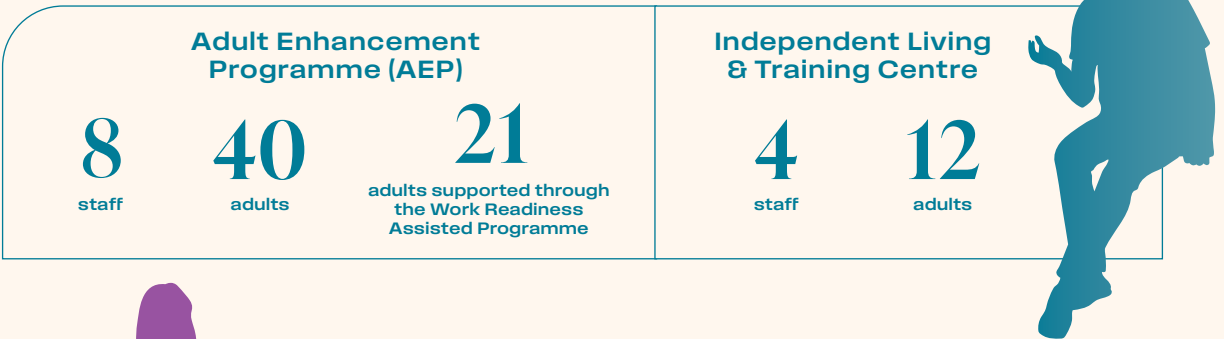 Adult Enhancement
Programme (AEP)
8
staff
40
adults
21
adults supported through
the Work Readiness
Assisted Programme
Independent Living
& Training Centre
4
staff
12
adults